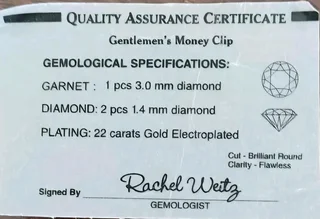 QUALITY ASSURANCE CERTIFICATE
Gentlemen's Money Clip
GEMOLOGICAL SPECIFICATIONS:
GARNET : 1 pcs 3.0 mm diamond
DIAMOND: 2 pcs 1.4 mm diamond
PLATING: 22 carats Gold Electroplated
Cut - Brilliant Round
Clarity - Flawless
Signed By Rachel Weitz
GEMOLOGIST